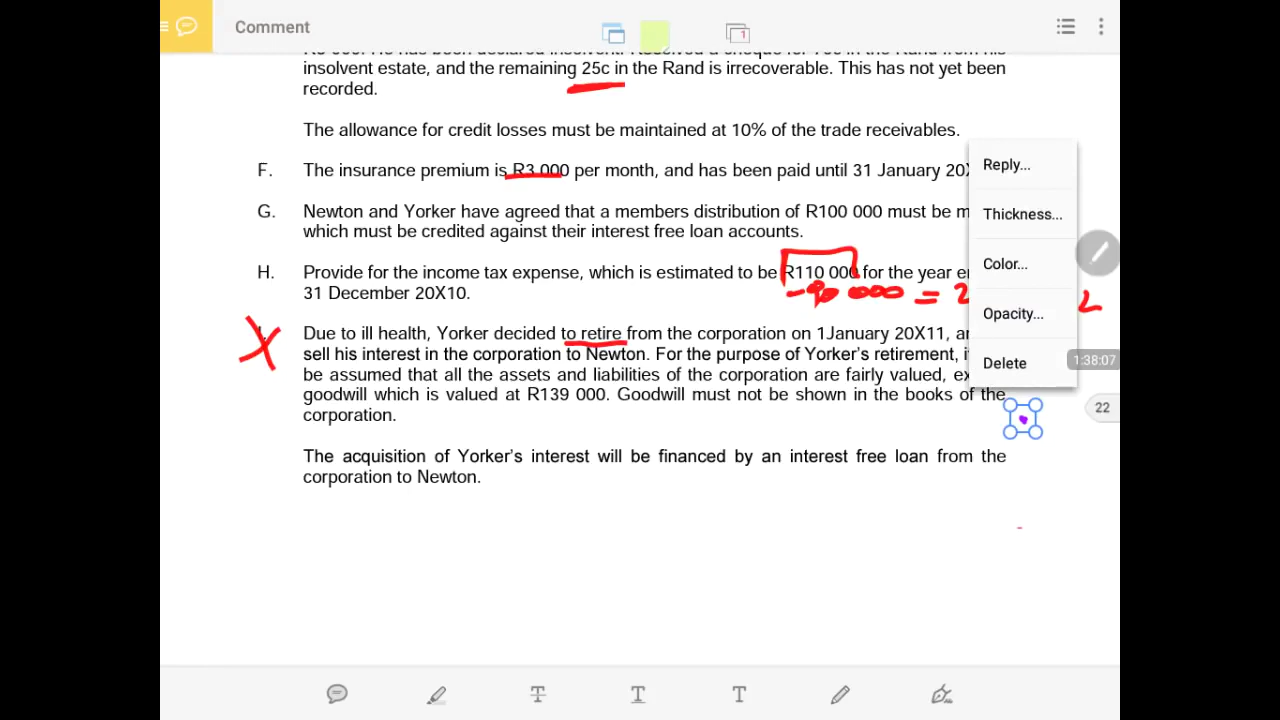 Comment
1
insolvent estate, and the remaining 25c in the Rand is irrecoverable. This has not yet been
recorded.
The allowance for credit losses must be maintained at 10% of the trade receivables.
F. The insurance premium is R3 000 per month, and has been paid until 31 January 20X
G. Newton and Yorker have agreed that a members distribution of R100 000 must be m
which must be credited against their interest free loan accounts.
H. Provide for the income tax expense, which is estimated to be R110 000 for the year e
31 December 20X10.
-90 000 = 2
X Due to ill health, Yorker decided to retire from the corporation on 1January 20X11, an
sell his interest in the corporation to Newton. For the purpose of Yorker's retirement, i
be assumed that all the assets and liabilities of the corporation are fairly valued, ex
goodwill which is valued at R139 000. Goodwill must not be shown in the books of the
corporation.
The acquisition of Yorker's interest will be financed by an interest free loan from the
corporation to Newton.
Reply...
Thickness...
Color...
Opacity...
Delete
1:38:07
22
T
T
T